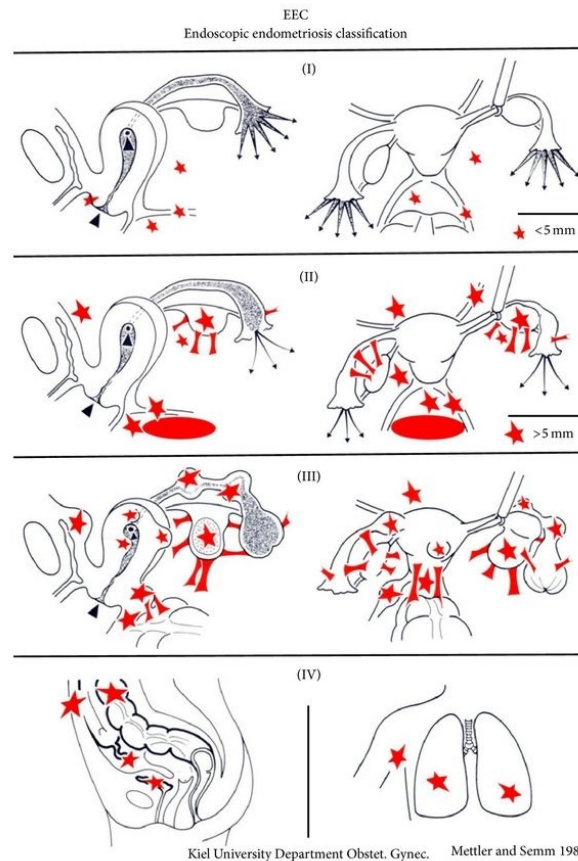 EEC
Endoscopic endometriosis classification
(I)
<5 mm
(II)
>5 mm
(III)
(IV)
Kiel University Department Obstet. Gynec. Mettler and Semm 198